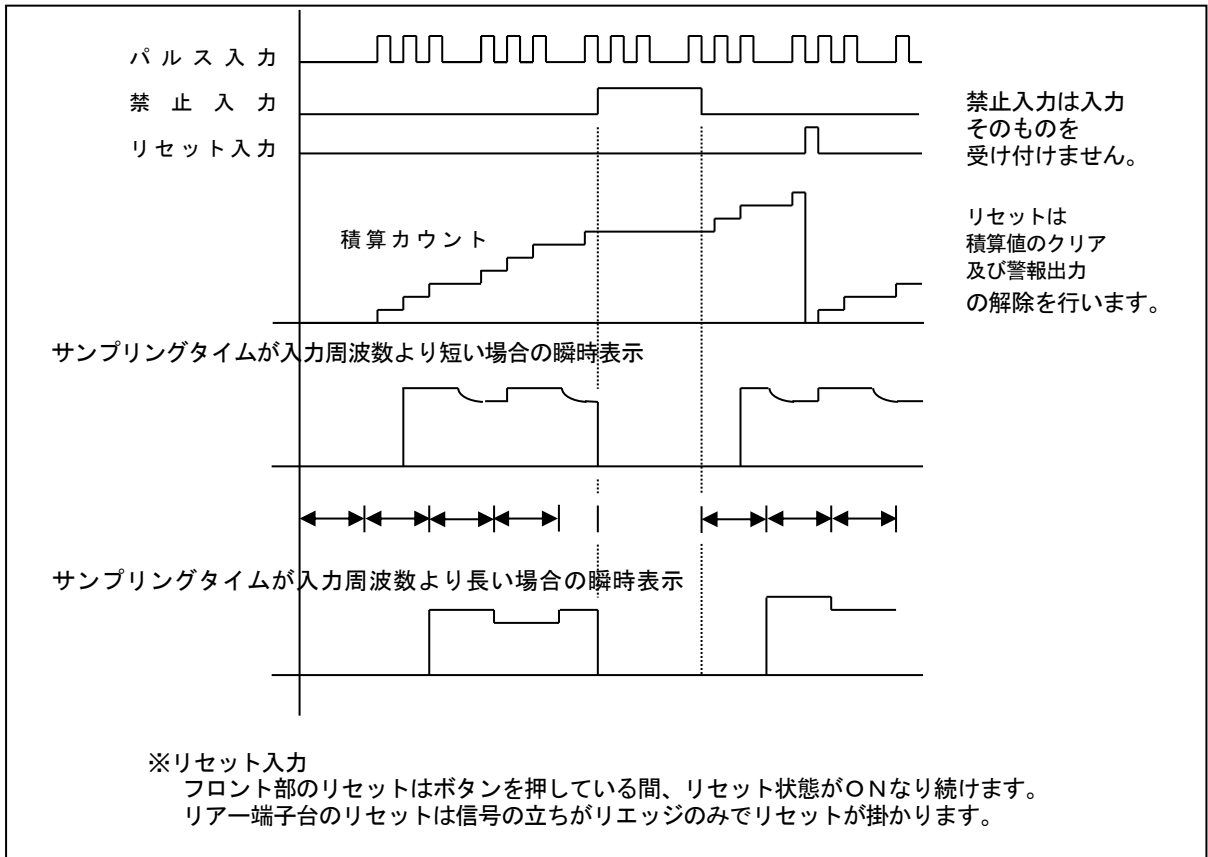 パルス入力
禁止入力
リセット入力
禁止入力は入力
そのものを
受け付けません。
積算カウント
リセットは
積算値のクリア
及び警報出力
の解除を行います。
サンプリングタイムが入力周波数より短い場合の瞬時表示
サンプリングタイムが入力周波数より長い場合の瞬時表示
※リセット入力
フロント部のリセットはボタンを押している間、リセット状態がＯＮなり続けます。
リアー端子台のリセットは信号の立ちがリエッジのみでリセットが掛かります。